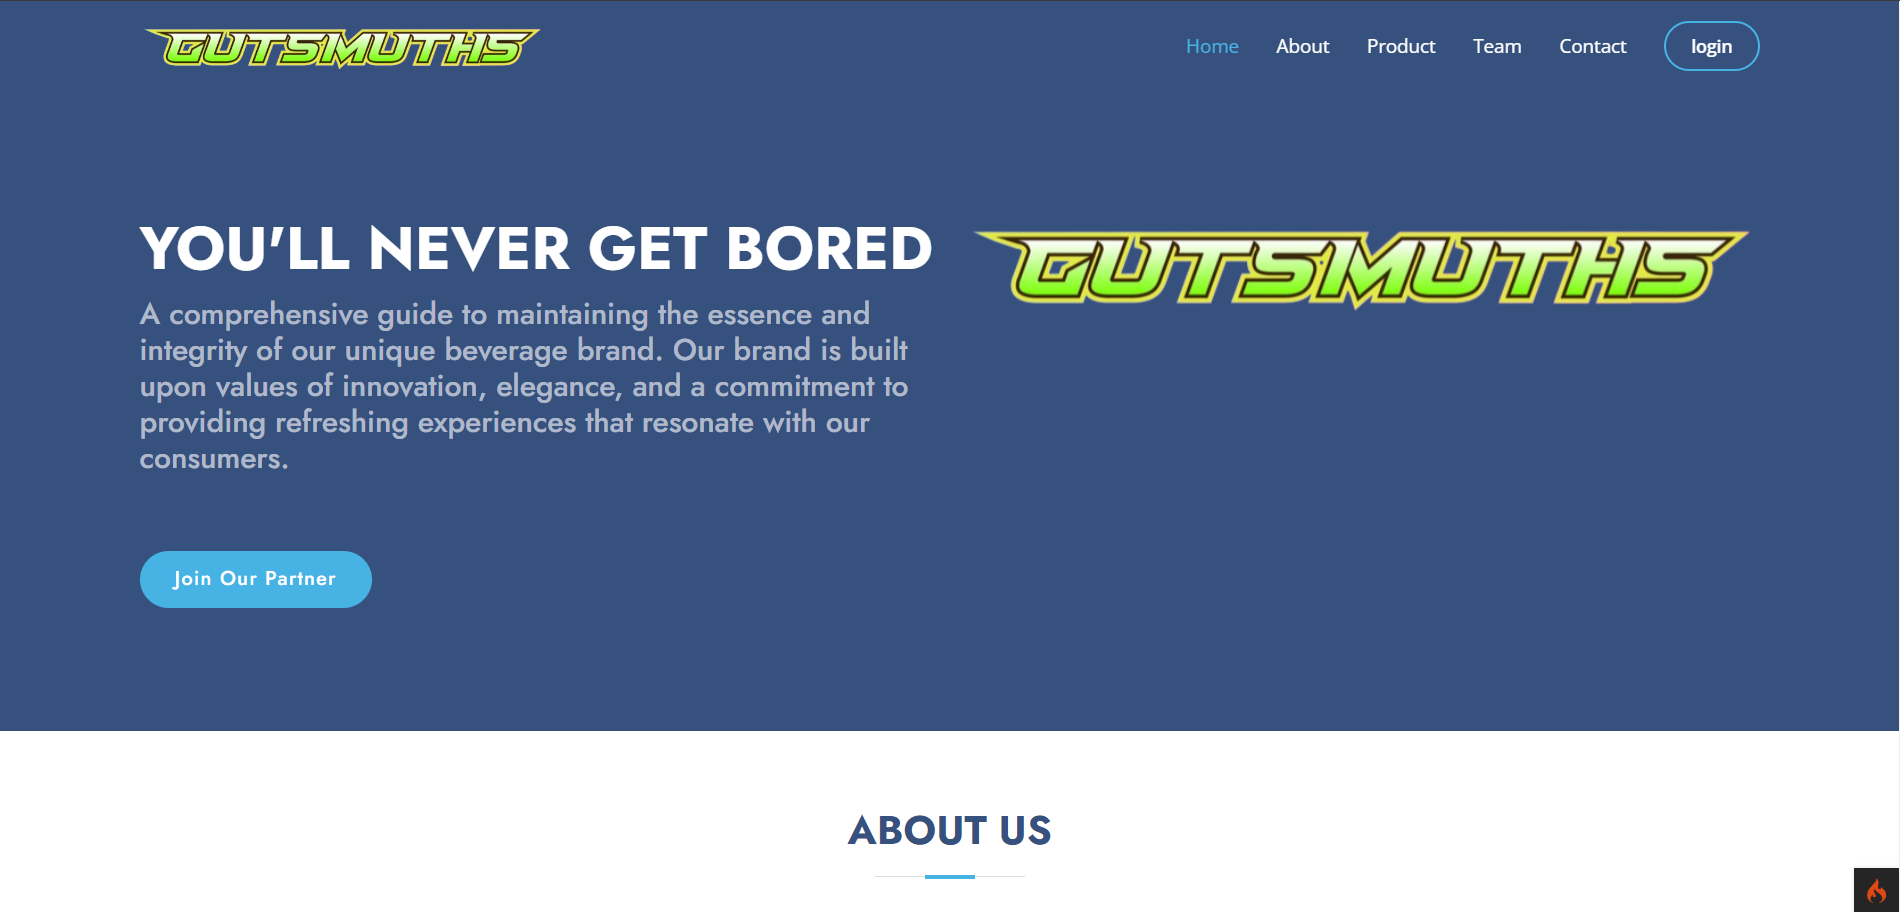 GUTSMUTHS
Home About Product Team Contact login
YOU'LL NEVER GET BORED
GUTSMUTHS
A comprehensive guide to maintaining the essence and
integrity of our unique beverage brand. Our brand is built
upon values of innovation, elegance, and a commitment to
providing refreshing experiences that resonate with our
consumers.
Join Our Partner
ABOUT US